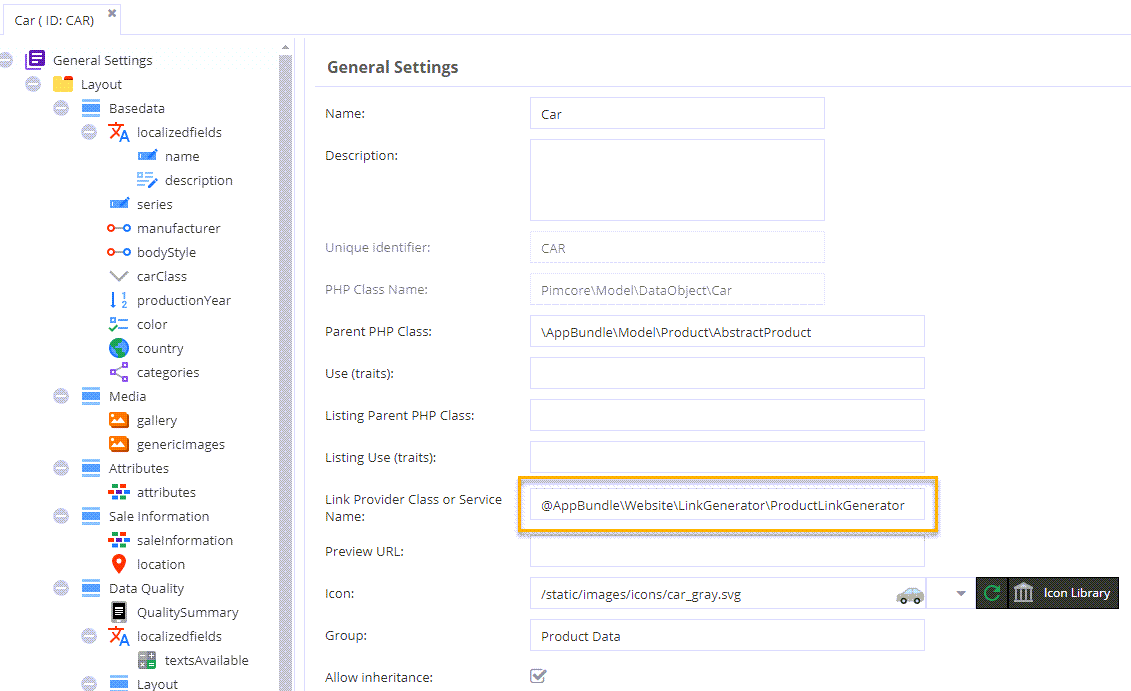 Car ( ID: CAR)
General Settings
Layout
Basedata
localizedfields
name
description
series
manufacturer
bodyStyle
carClass
productionYear
color
country
categories
Media
gallery
genericImages
Attributes
attributes
Sale Information
saleInformation
location
Data Quality
QualitySummary
localizedfields
textsAvailable
Layout
General Settings
Name:
Car
Description:
Unique identifier:
CAR
PHP Class Name:
Pimcore\Model\DataObject\Car
Parent PHP Class:
\AppBundle\Model\Product\AbstractProduct
Use (traits):
Listing Parent PHP Class:
Listing Use (traits):
Link Provider Class or Service
Name:
@AppBundle\Website\LinkGenerator\ProductLinkGenerator
Preview URL:
Icon:
/static/images/icons/car_gray.svg
Icon Library
Group:
Product Data
Allow inheritance: